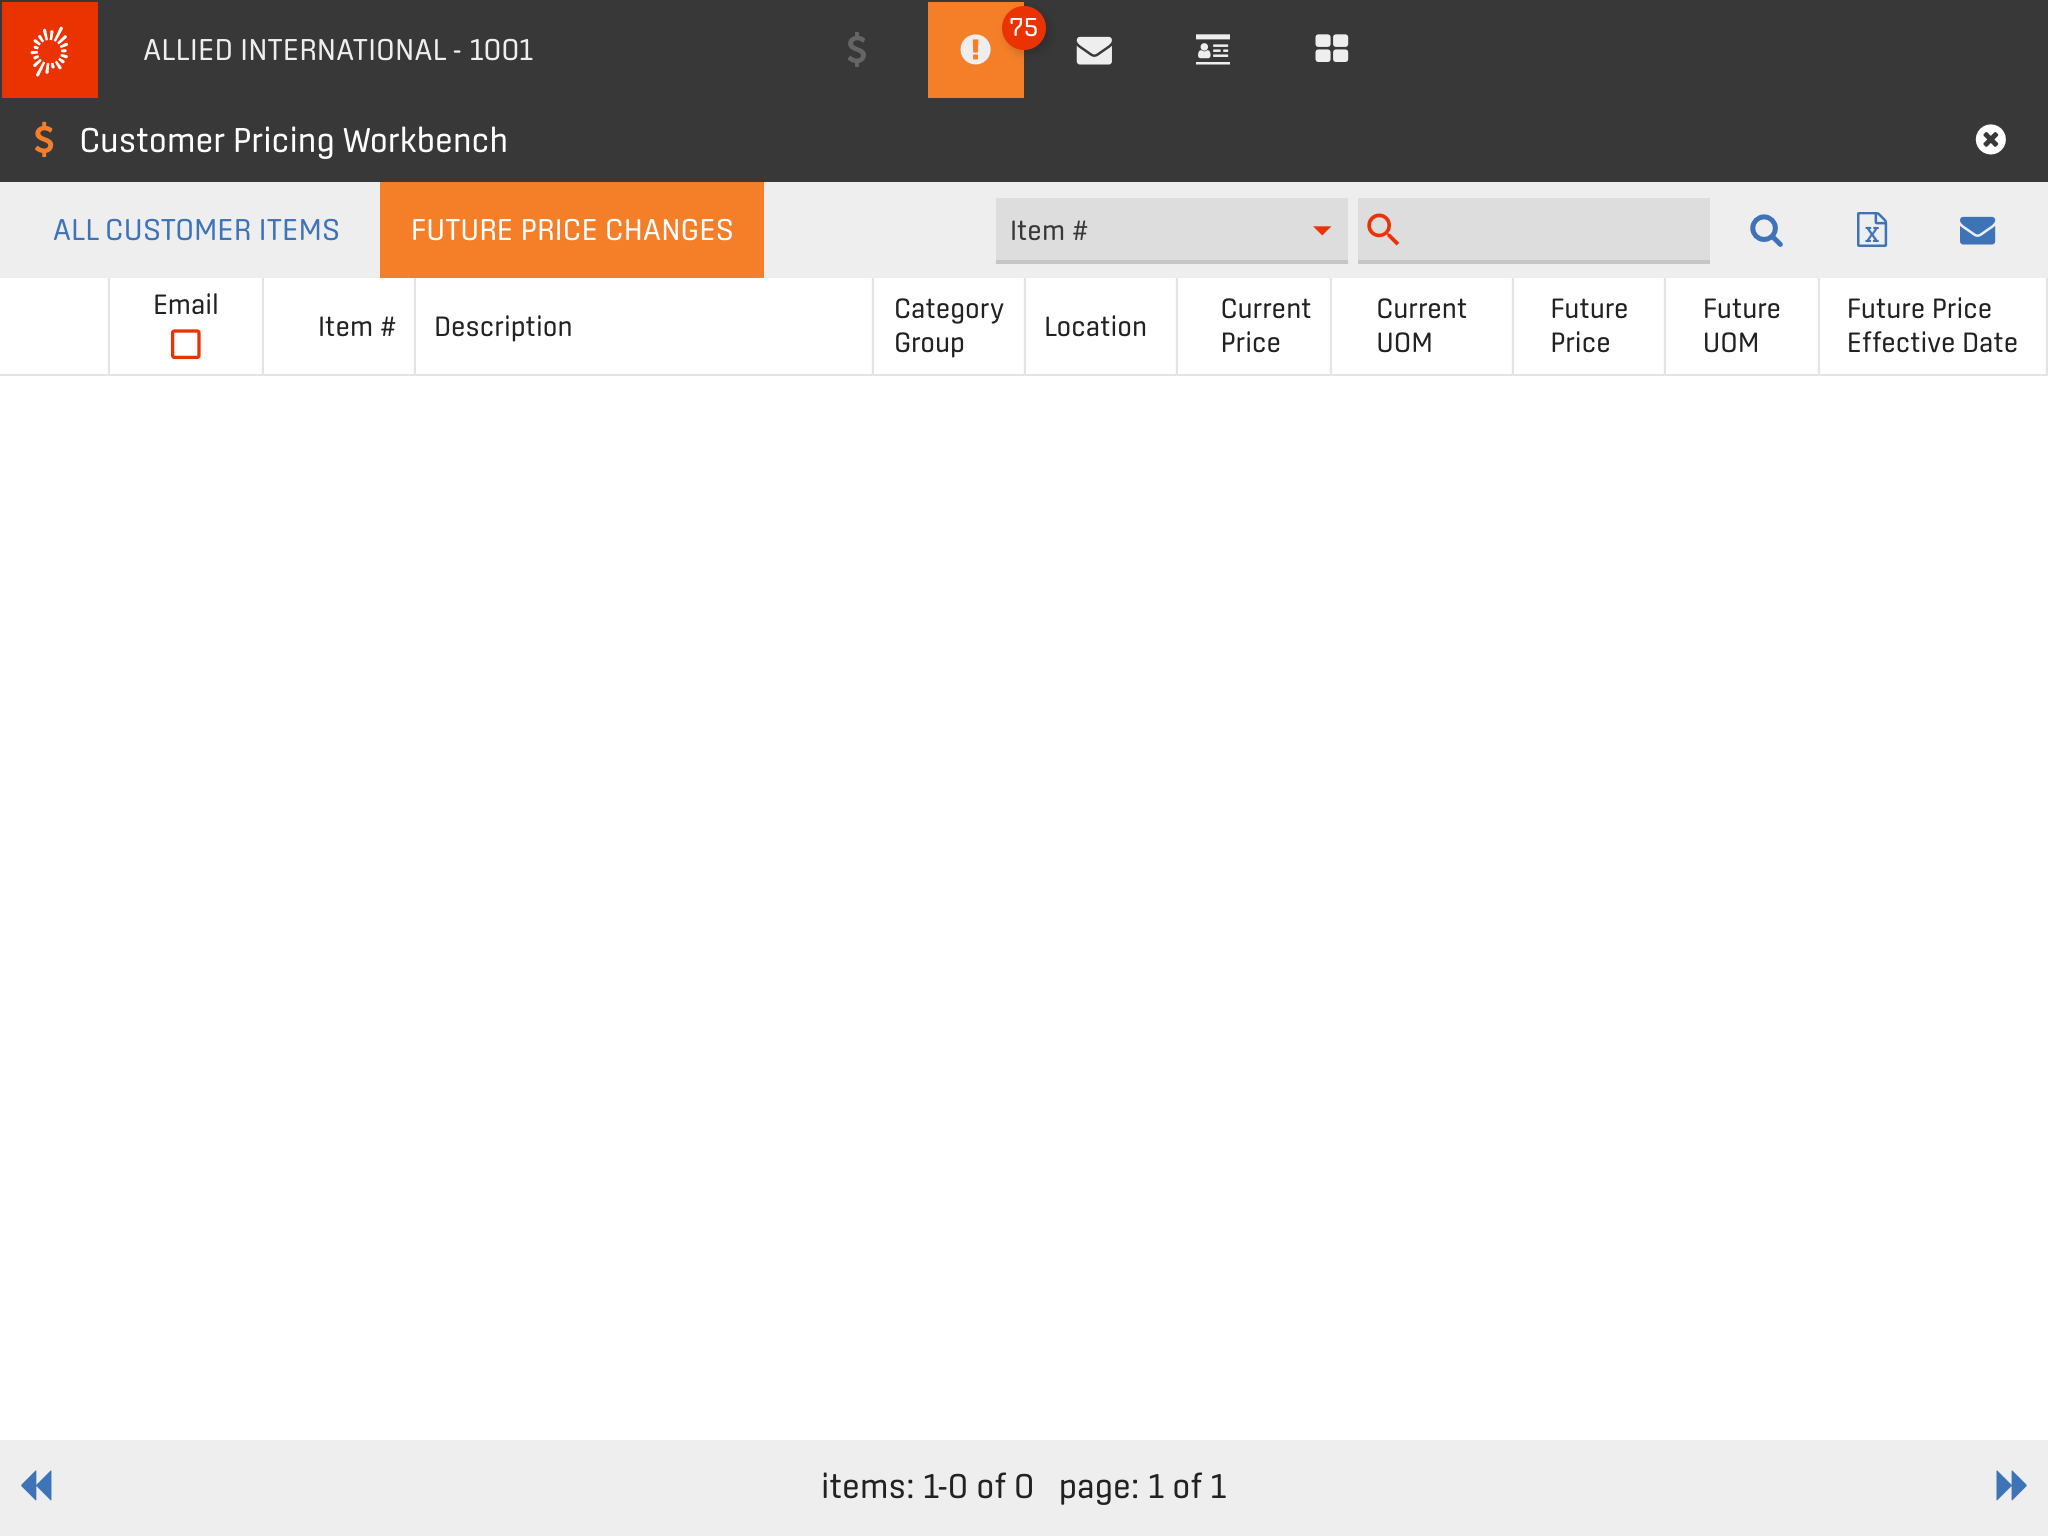 ALLIED INTERNATIONAL - 1001
75
Customer Pricing Workbench
ALL CUSTOMER ITEMS
FUTURE PRICE CHANGES
Item #
Email
Item #
Description
Category
Group
Location
Current
Price
Current
UOM
Future
Price
Future
UOM
Future Price
Effective Date
items: 1-0 of 0 page: 1 of 1